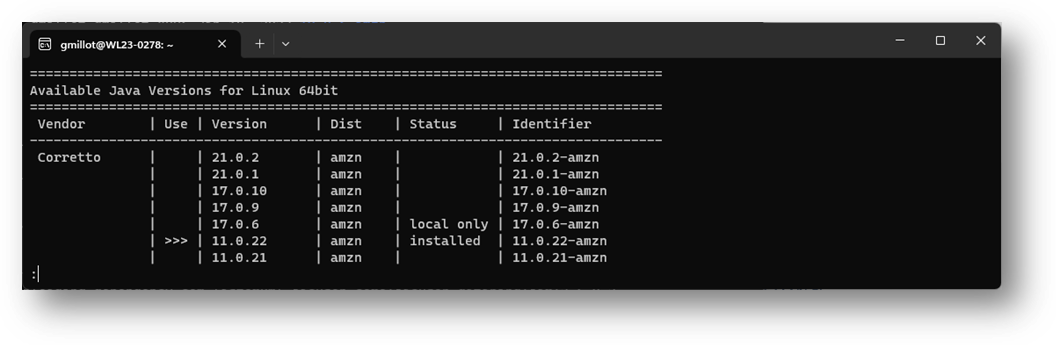 gmillot@WL23-0278: ~
================================================================================
Available Java Versions for Linux 64bit
================================================================================
Vendor | Use | Version | Dist | Status | Identifier
--------------------------------------------------------------------------------
Corretto | | 21.0.2 | amzn | | 21.0.2-amzn
| | 21.0.1 | amzn | | 21.0.1-amzn
| | 17.0.10 | amzn | | 17.0.10-amzn
| | 17.0.9 | amzn | | 17.0.9-amzn
| | 17.0.6 | amzn | local only | 17.0.6-amzn
| >>> | 11.0.22 | amzn | installed | 11.0.22-amzn
| | 11.0.21 | amzn | | 11.0.21-amzn
: